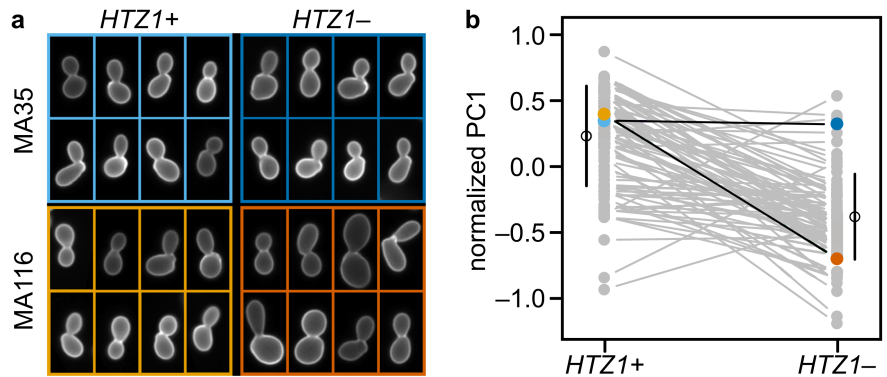 a
HTZ1+
HTZ1–
MA35
MA116
b
normalized PC1
1.0
0.5
0.0
−0.5
−1.0
HTZ1+
HTZ1–